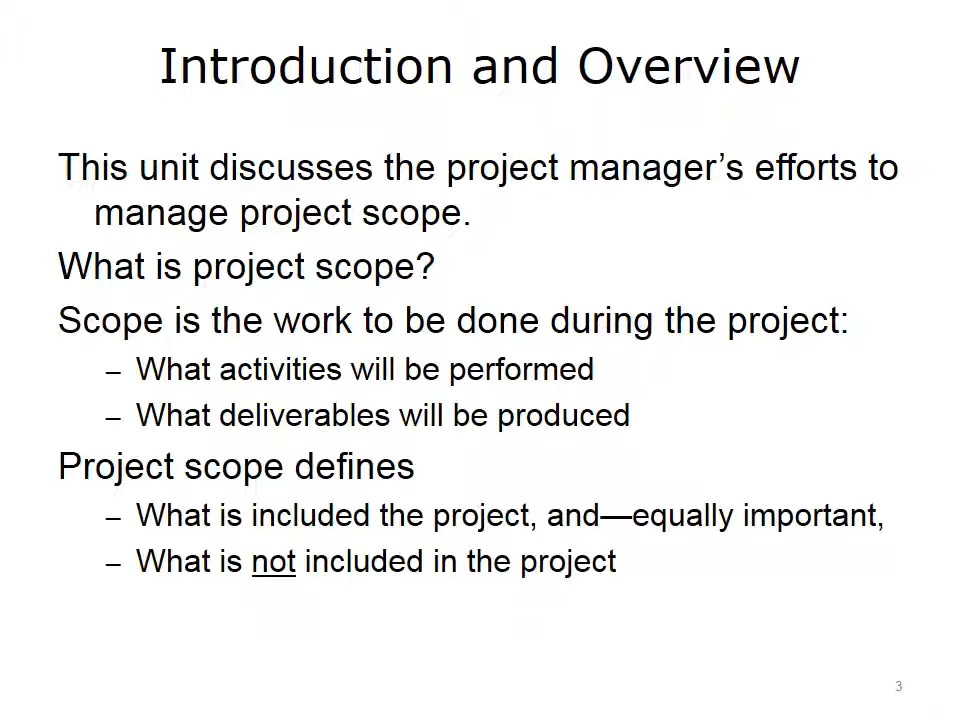 Introduction and Overview
This unit discusses the project manager’s efforts to
manage project scope.
What is project scope?
Scope is the work to be done during the project:
– What activities will be performed
– What deliverables will be produced
Project scope defines
– What is included the project, and—equally important,
– What is not included in the project
3